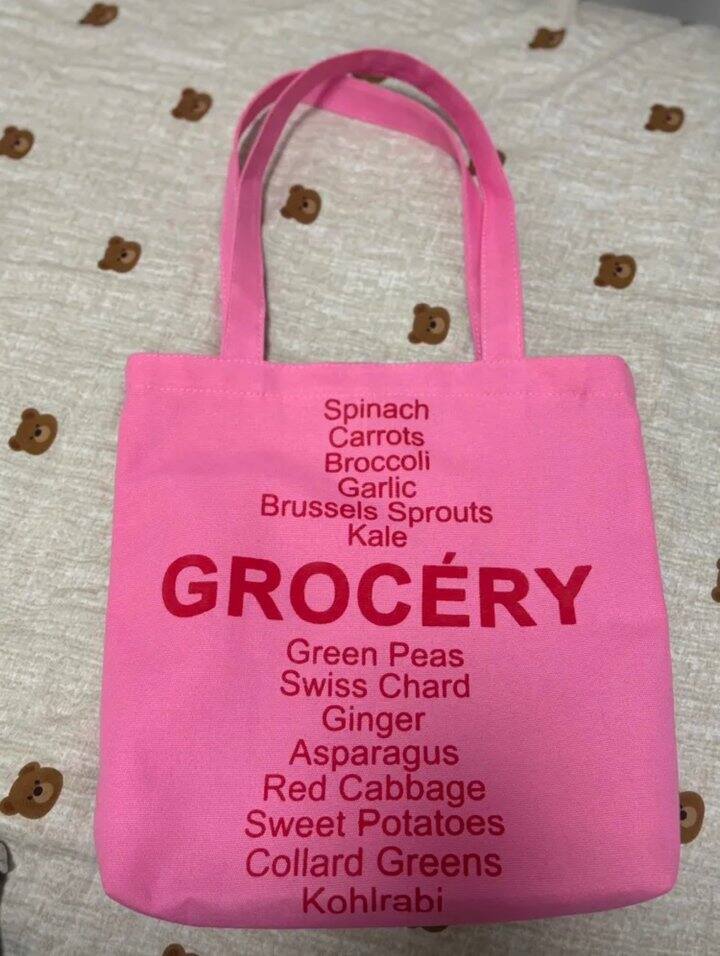 Spinach
Carrots
Broccoli
Garlic
Brussels Sprouts
Kale
GROCÉRY
Green Peas
Swiss Chard
Ginger
Asparagus
Red Cabbage
Sweet Potatoes
Collard Greens
Kohlrabi